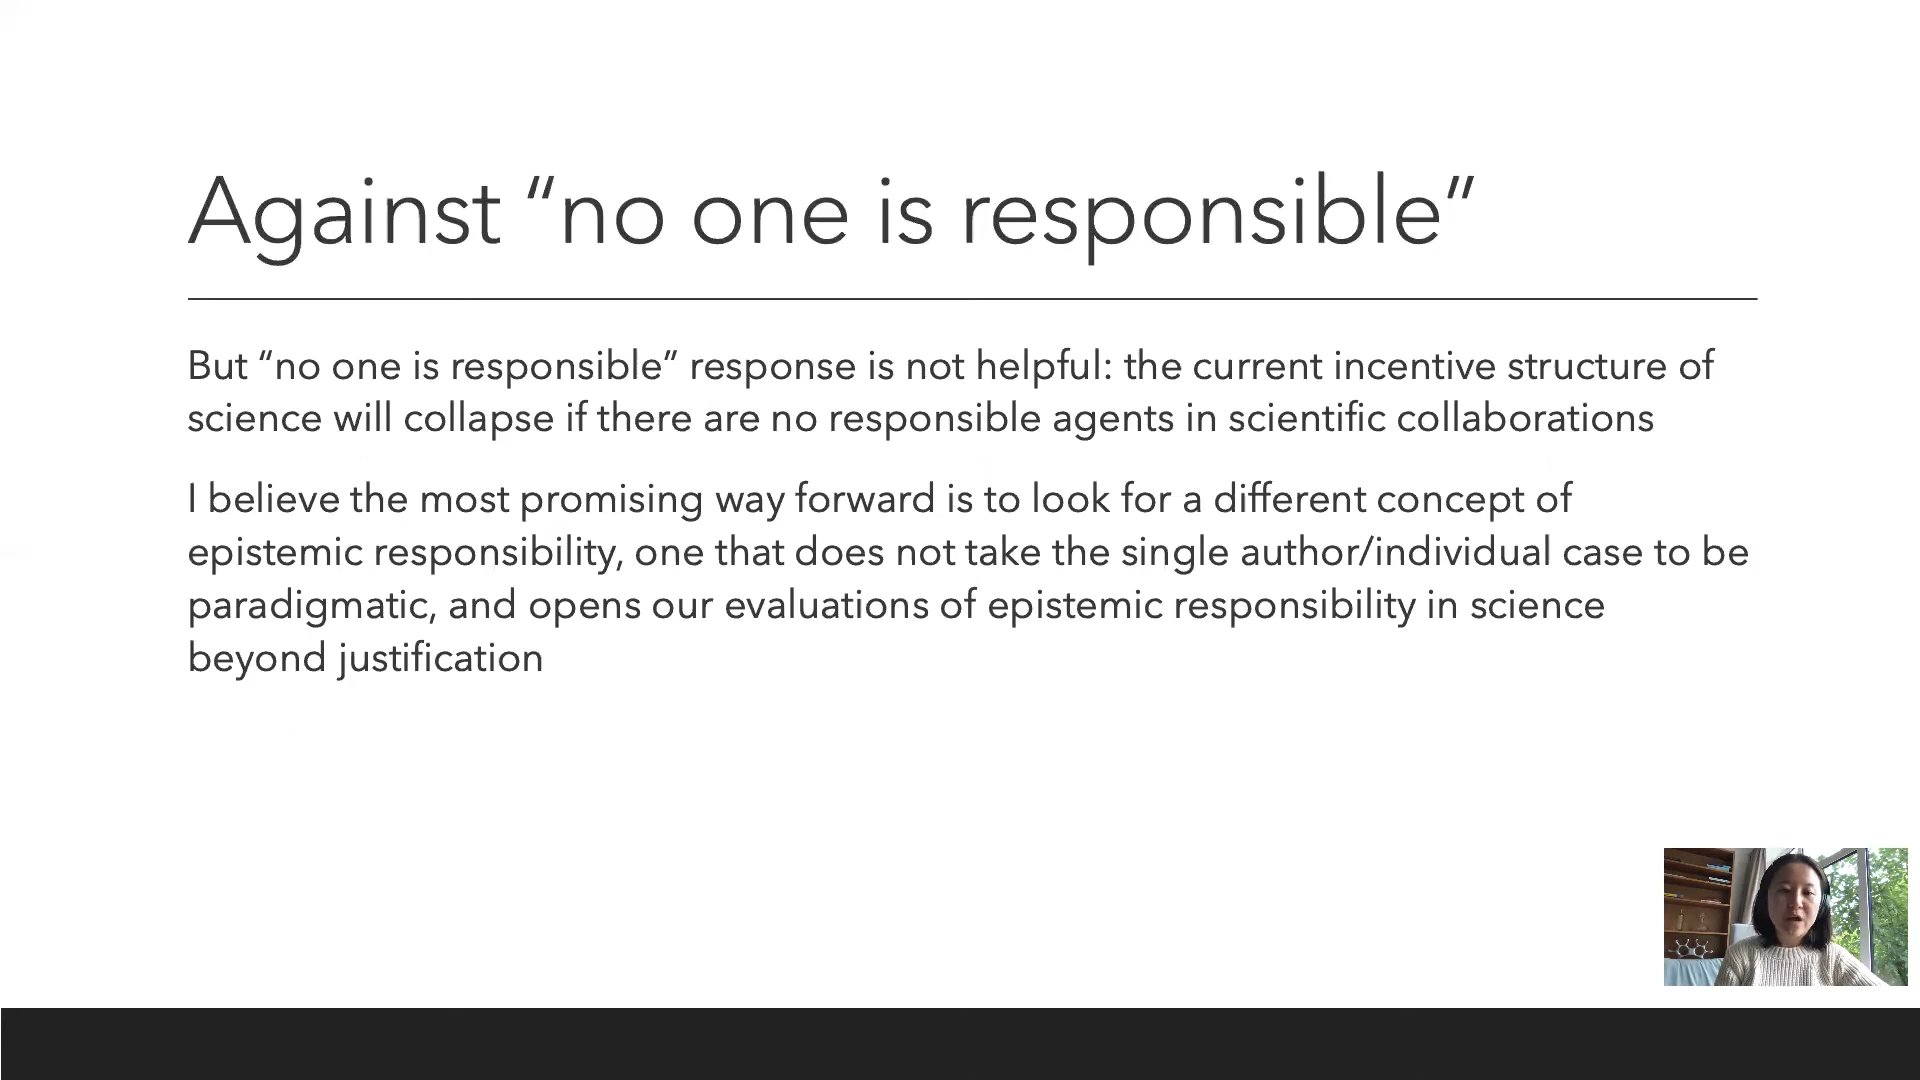 Against “no one is responsible”
But “no one is responsible” response is not helpful: the current incentive structure of
science will collapse if there are no responsible agents in scientific collaborations
I believe the most promising way forward is to look for a different concept of
epistemic responsibility, one that does not take the single author/individual case to be
paradigmatic, and opens our evaluations of epistemic responsibility in science
beyond justification